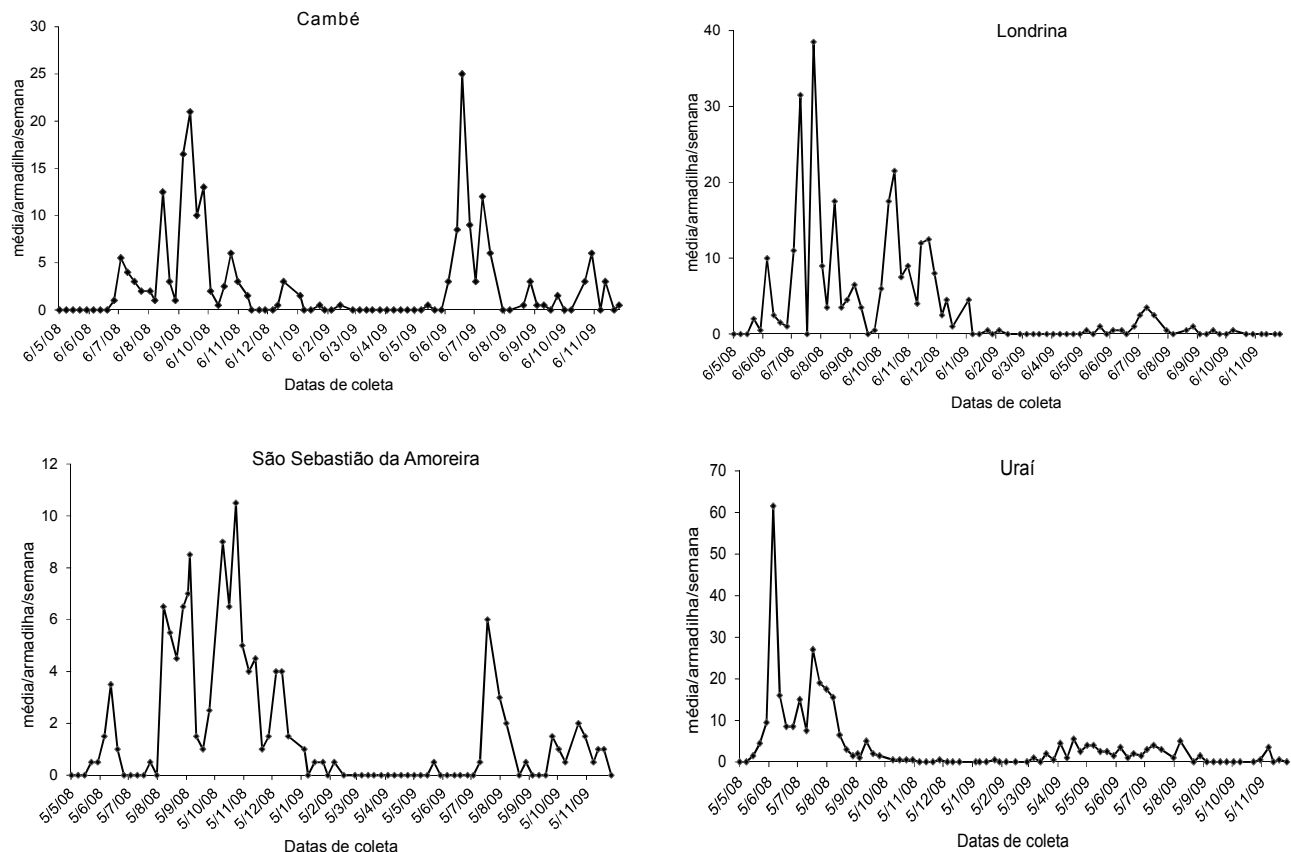 Cambé
média/armadilha/semana
30
25
20
15
10
5
0
6/5/08 6/6/08 6/7/08 6/8/08 6/9/08 6/10/08 6/11/08 6/12/08 6/1/09 6/2/09 6/3/09 6/4/09 6/5/09 6/6/09 6/7/09 6/8/09 6/9/09 6/10/09 6/11/09
Datas de coleta
Londrina
média/armadilha/semana
40
30
20
10
0
6/5/08 6/6/08 6/7/08 6/8/08 6/9/08 6/10/08 6/11/08 6/12/08 6/1/09 6/2/09 6/3/09 6/4/09 6/5/09 6/6/09 6/7/09 6/8/09 6/9/09 6/10/09 6/11/09
Datas de coleta
São Sebastião da Amoreira
média/armadilha/semana
12
10
8
6
4
2
0
5/5/08 5/6/08 5/7/08 5/8/08 5/9/08 5/10/08 5/11/08 5/12/08 5/1/09 5/2/09 5/3/09 5/4/09 5/5/09 5/6/09 5/7/09 5/8/09 5/9/09 5/10/09 5/11/09
Datas de coleta
Uraí
média/armadilha/semana
70
60
50
40
30
20
10
0
5/5/08 5/6/08 5/7/08 5/8/08 5/9/08 5/10/08 5/11/08 5/12/08 5/1/09 5/2/09 5/3/09 5/4/09 5/5/09 5/6/09 5/7/09 5/8/09 5/9/09 5/10/09 5/11/09
Datas de coleta